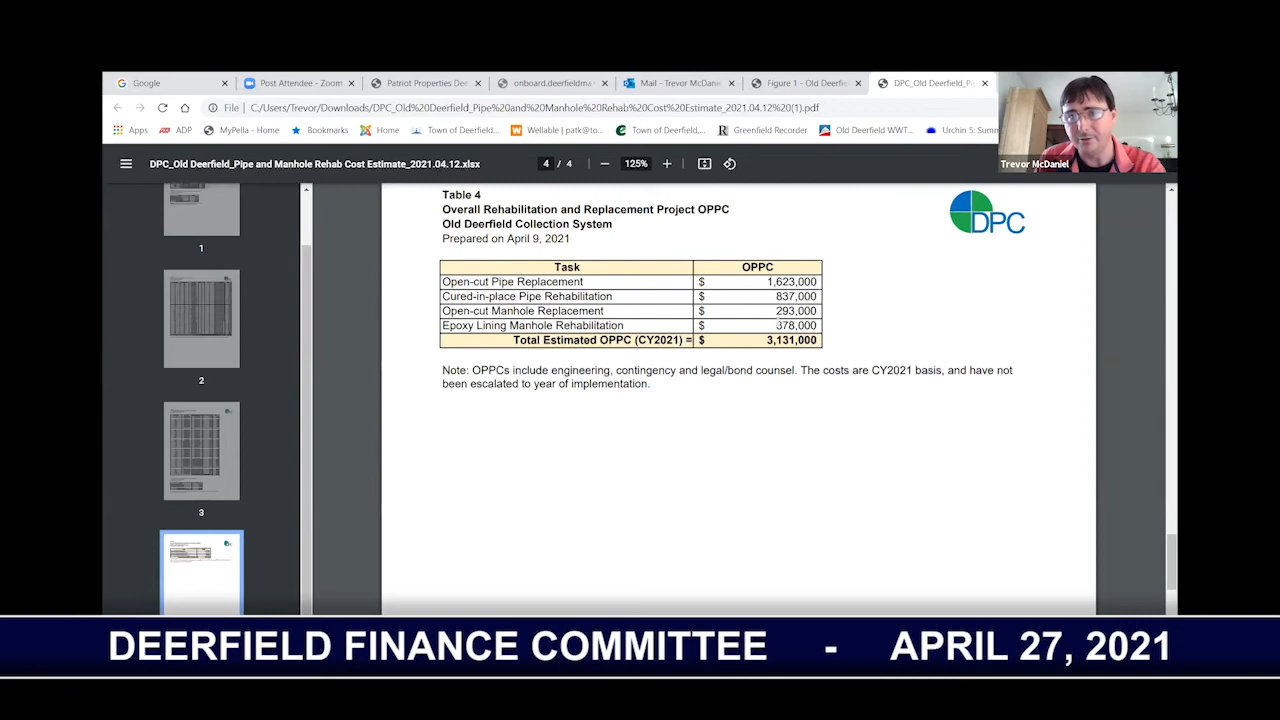 Google
Post Attendee - Zoom
Patriot Properties Dee
onboard.deerfieldma
Mail - Trevor McDanie
Figure 1 - Old Deerfiel
DPC_Old Deerfield_Pi
File | C:/Users/Trevor/Downloads/DPC_Old%20Deerfield_Pipe%20and%20Manhole%20Rehab%20Cost%20Estimate_2021.04.12%20(1).pdf
Apps ADP MyPella - Home Bookmarks Home Town of Deerfield... Wellable | patk@to... Town of Deerfield,... Greenfield Recorder Old Deerfield WWT... Urchin 5: Summ
Trevor McDaniel
DPC_Old Deerfield_Pipe and Manhole Rehab Cost Estimate_2021.04.12.xlsx 4 / 4 125%
1
2
3
Table 4
Overall Rehabilitation and Replacement Project OPPC
Old Deerfield Collection System
Prepared on April 9, 2021
DPC
Task OPPC
Open-cut Pipe Replacement $ 1,623,000
Cured-in-place Pipe Rehabilitation $ 837,000
Open-cut Manhole Replacement $ 293,000
Epoxy Lining Manhole Rehabilitation $ 378,000
Total Estimated OPPC (CY2021) = $ 3,131,000
Note: OPPCs include engineering, contingency and legal/bond counsel. The costs are CY2021 basis, and have not
been escalated to year of implementation.
DEERFIELD FINANCE COMMITTEE - APRIL 27, 2021